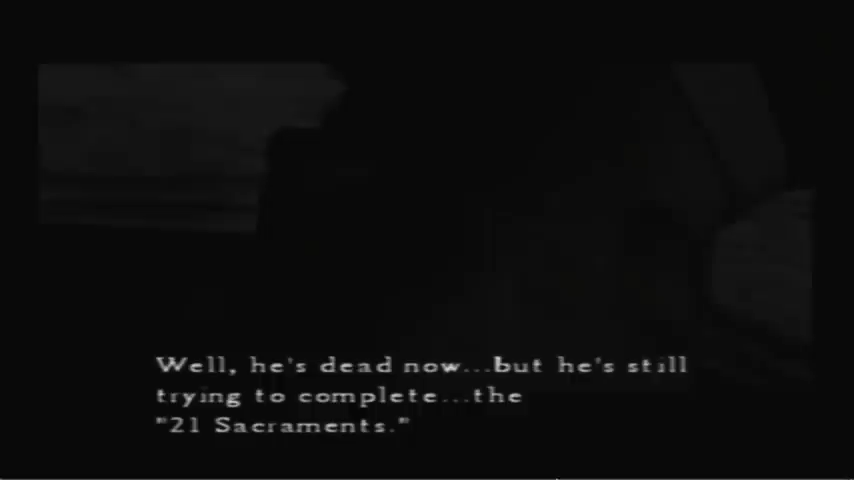 Well, he's dead now...but he's still
trying to complete...the
"21 Sacraments."